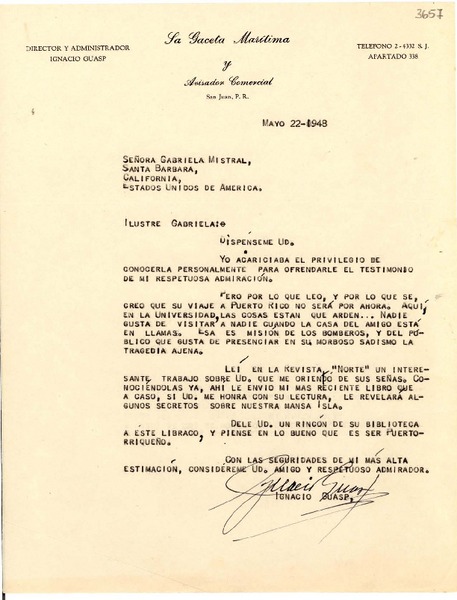 3657
La Gaceta Marítima
y
Avisador Comercial
San Juan, P. R.
DIRECTOR Y ADMINISTRADOR
IGNACIO GUASP
TELEFONO 2-4332 S. J.
APARTADO 338
MAYO 22-1948
SEÑORA GABRIELA MISTRAL,
SANTA BARBARA,
CALIFORNIA,
ESTADOS UNIDOS DE AMERICA.
ILUSTRE GABRIELA:
DISPÉNSEME UD.
YO ACARICIABA EL PRIVILEGIO DE
CONOCERLA PERSONALMENTE PARA OFRENDARLE EL TESTIMONIO
DE MI RESPETUOSA ADMIRACIÓN.
PERO POR LO QUE LEO, Y POR LO QUE SE,
CREO QUE SU VIAJE A PUERTO RICO NO SERÁ POR AHORA. AQUÍ,
EN LA UNIVERSIDAD, LAS COSAS ESTAN QUE ARDEN... NADIE
GUSTA DE VISITAR A NADIE CUANDO LA CASA DEL AMIGO ESTÁ
EN LLAMAS. ESA ES MISIÓN DE LOS BOMBEROS, Y DEL PÚ-
BLICO QUE GUSTA DE PRESENCIAR EN SU MORBOSO SADISMO LA
TRAGEDIA AJENA.
LEÍ EN LA REVISTA "NORTE" UN INTERE-
SANTE TRABAJO SOBRE UD. QUE ME ORIENTÓ DE SUS SEÑAS. CO-
NOCIÉNDOLAS YA, AHI LE ENVIO MI MAS RECIENTE LIBRO QUE
A CASO, SI UD. ME HONRA CON SU LECTURA, LE REVELARÁ AL-
GUNOS SECRETOS SOBRE NUESTRA MANSA ISLA.
DELE UD. UN RINCÓN DE SU BIBLIOTECA
A ÉSTE LIBRACO, Y PIENSE EN LO BUENO QUE ES SER PUERTO-
RRIQUEÑO.
CON LAS SEGURIDADES DE MI MÁS ALTA
ESTIMACIÓN, CONSIDÉREME UD. AMIGO Y RESPETUOSO ADMIRADOR.
Ignacio Guasp
IGNACIO GUASP.